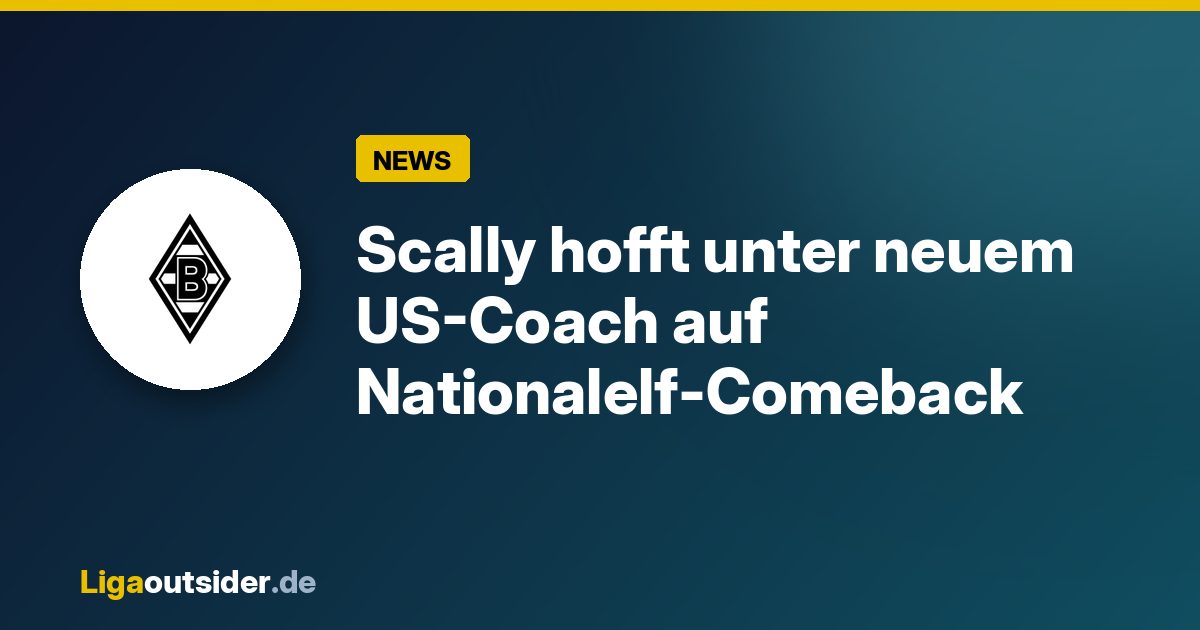 NEWS
B
Scally hofft unter neuem
US-Coach auf
Nationalelf-Comeback
Ligaoutsider.de